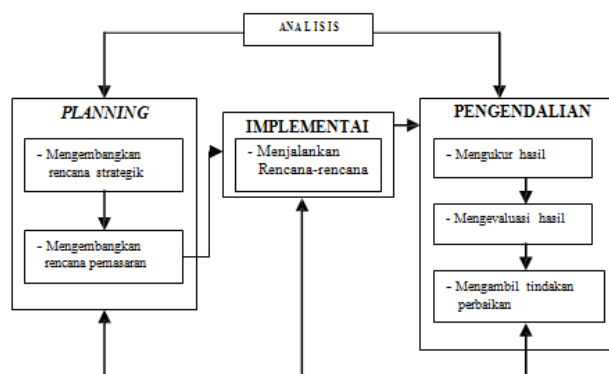 ANALISIS
PLANNING
- Mengembangkan
rencana strategik
- Mengembangkan
rencana pemasaran
IMPLEMENTAI
- Menjalankan
Rencana-rencana
PENGENDALIAN
- Mengukur hasil
- Mengevaluasi hasil
- Mengambil tindakan
perbaikan